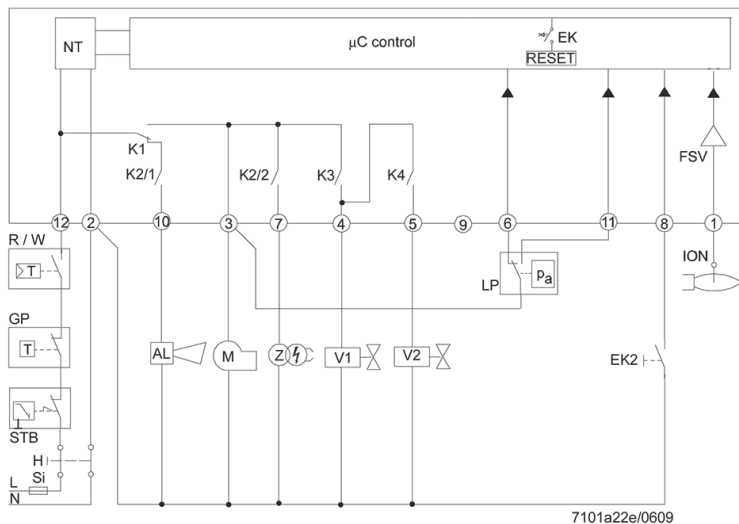 NT
µC control
EK
RESET
K1
K2/1
K2/2
K3
K4
FSV
12
2
10
3
7
4
5
9
6
11
8
1
R / W
T
LP
pa
ION
GP
T
AL
M
Z
V1
V2
EK2
STB
H
Si
L
N
7101a22e/0609